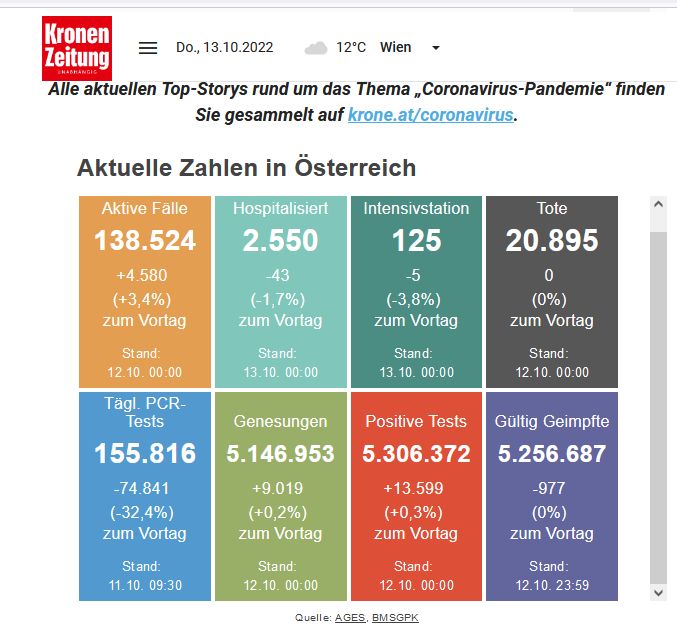 Kronen
Zeitung
UNABHÄNGIG
Do., 13.10.2022
12°C
Wien
Alle aktuellen Top-Storys rund um das Thema „Coronavirus-Pandemie“ finden
Sie gesammelt auf krone.at/coronavirus.
Aktuelle Zahlen in Österreich
Aktive Fälle
138.524
+4.580
(+3,4%)
zum Vortag
Stand:
12.10. 00:00
Hospitalisiert
2.550
-43
(-1,7%)
zum Vortag
Stand:
13.10. 00:00
Intensivstation
125
-5
(-3,8%)
zum Vortag
Stand:
13.10. 00:00
Tote
20.895
0
(0%)
zum Vortag
Stand:
12.10. 00:00
Tägl. PCR-
Tests
155.816
-74.841
(-32,4%)
zum Vortag
Stand:
11.10. 09:30
Genesungen
5.146.953
+9.019
(+0,2%)
zum Vortag
Stand:
12.10. 00:00
Positive Tests
5.306.372
+13.599
(+0,3%)
zum Vortag
Stand:
12.10. 00:00
Gültig Geimpfte
5.256.687
-977
(0%)
zum Vortag
Stand:
12.10. 23:59
Quelle: AGES, BMSGPK